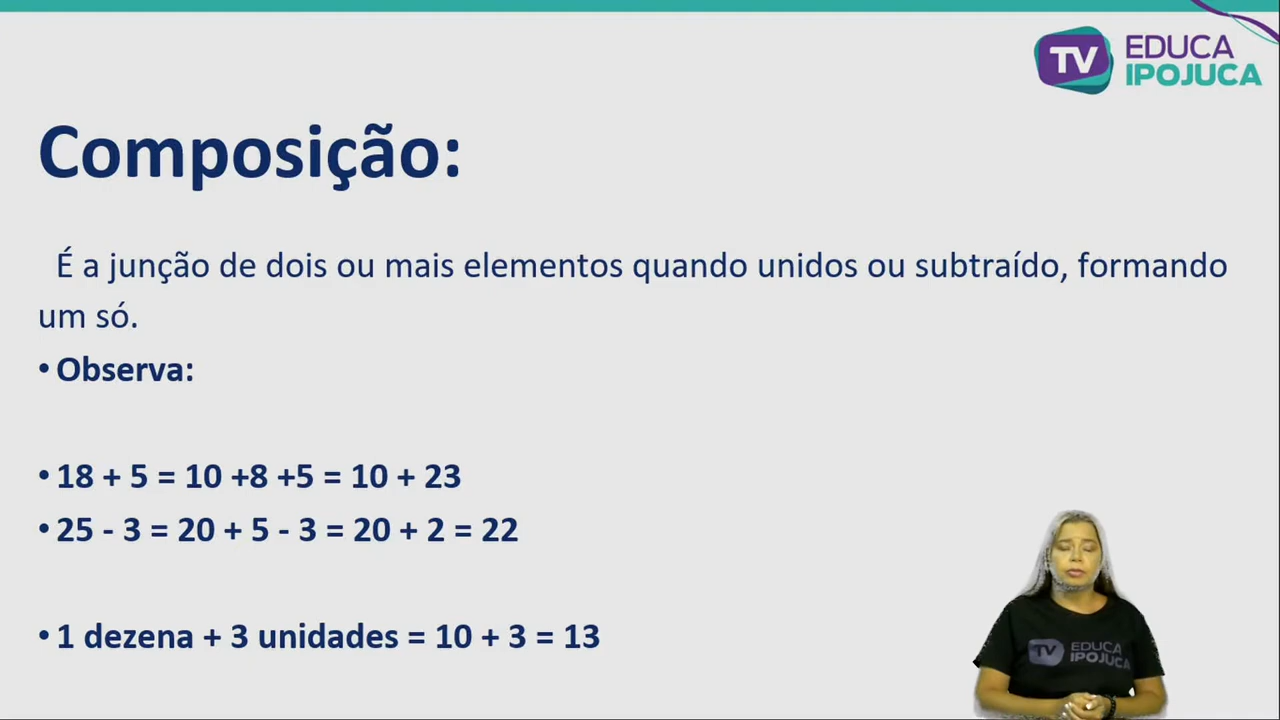 TV EDUCA
IPOJUCA
Composição:
É a junção de dois ou mais elementos quando unidos ou subtraído, formando
um só.
• Observa:
• 18 + 5 = 10 +8 +5 = 10 + 23
• 25 - 3 = 20 + 5 - 3 = 20 + 2 = 22
• 1 dezena + 3 unidades = 10 + 3 = 13
TV EDUCA
IPOJUCA